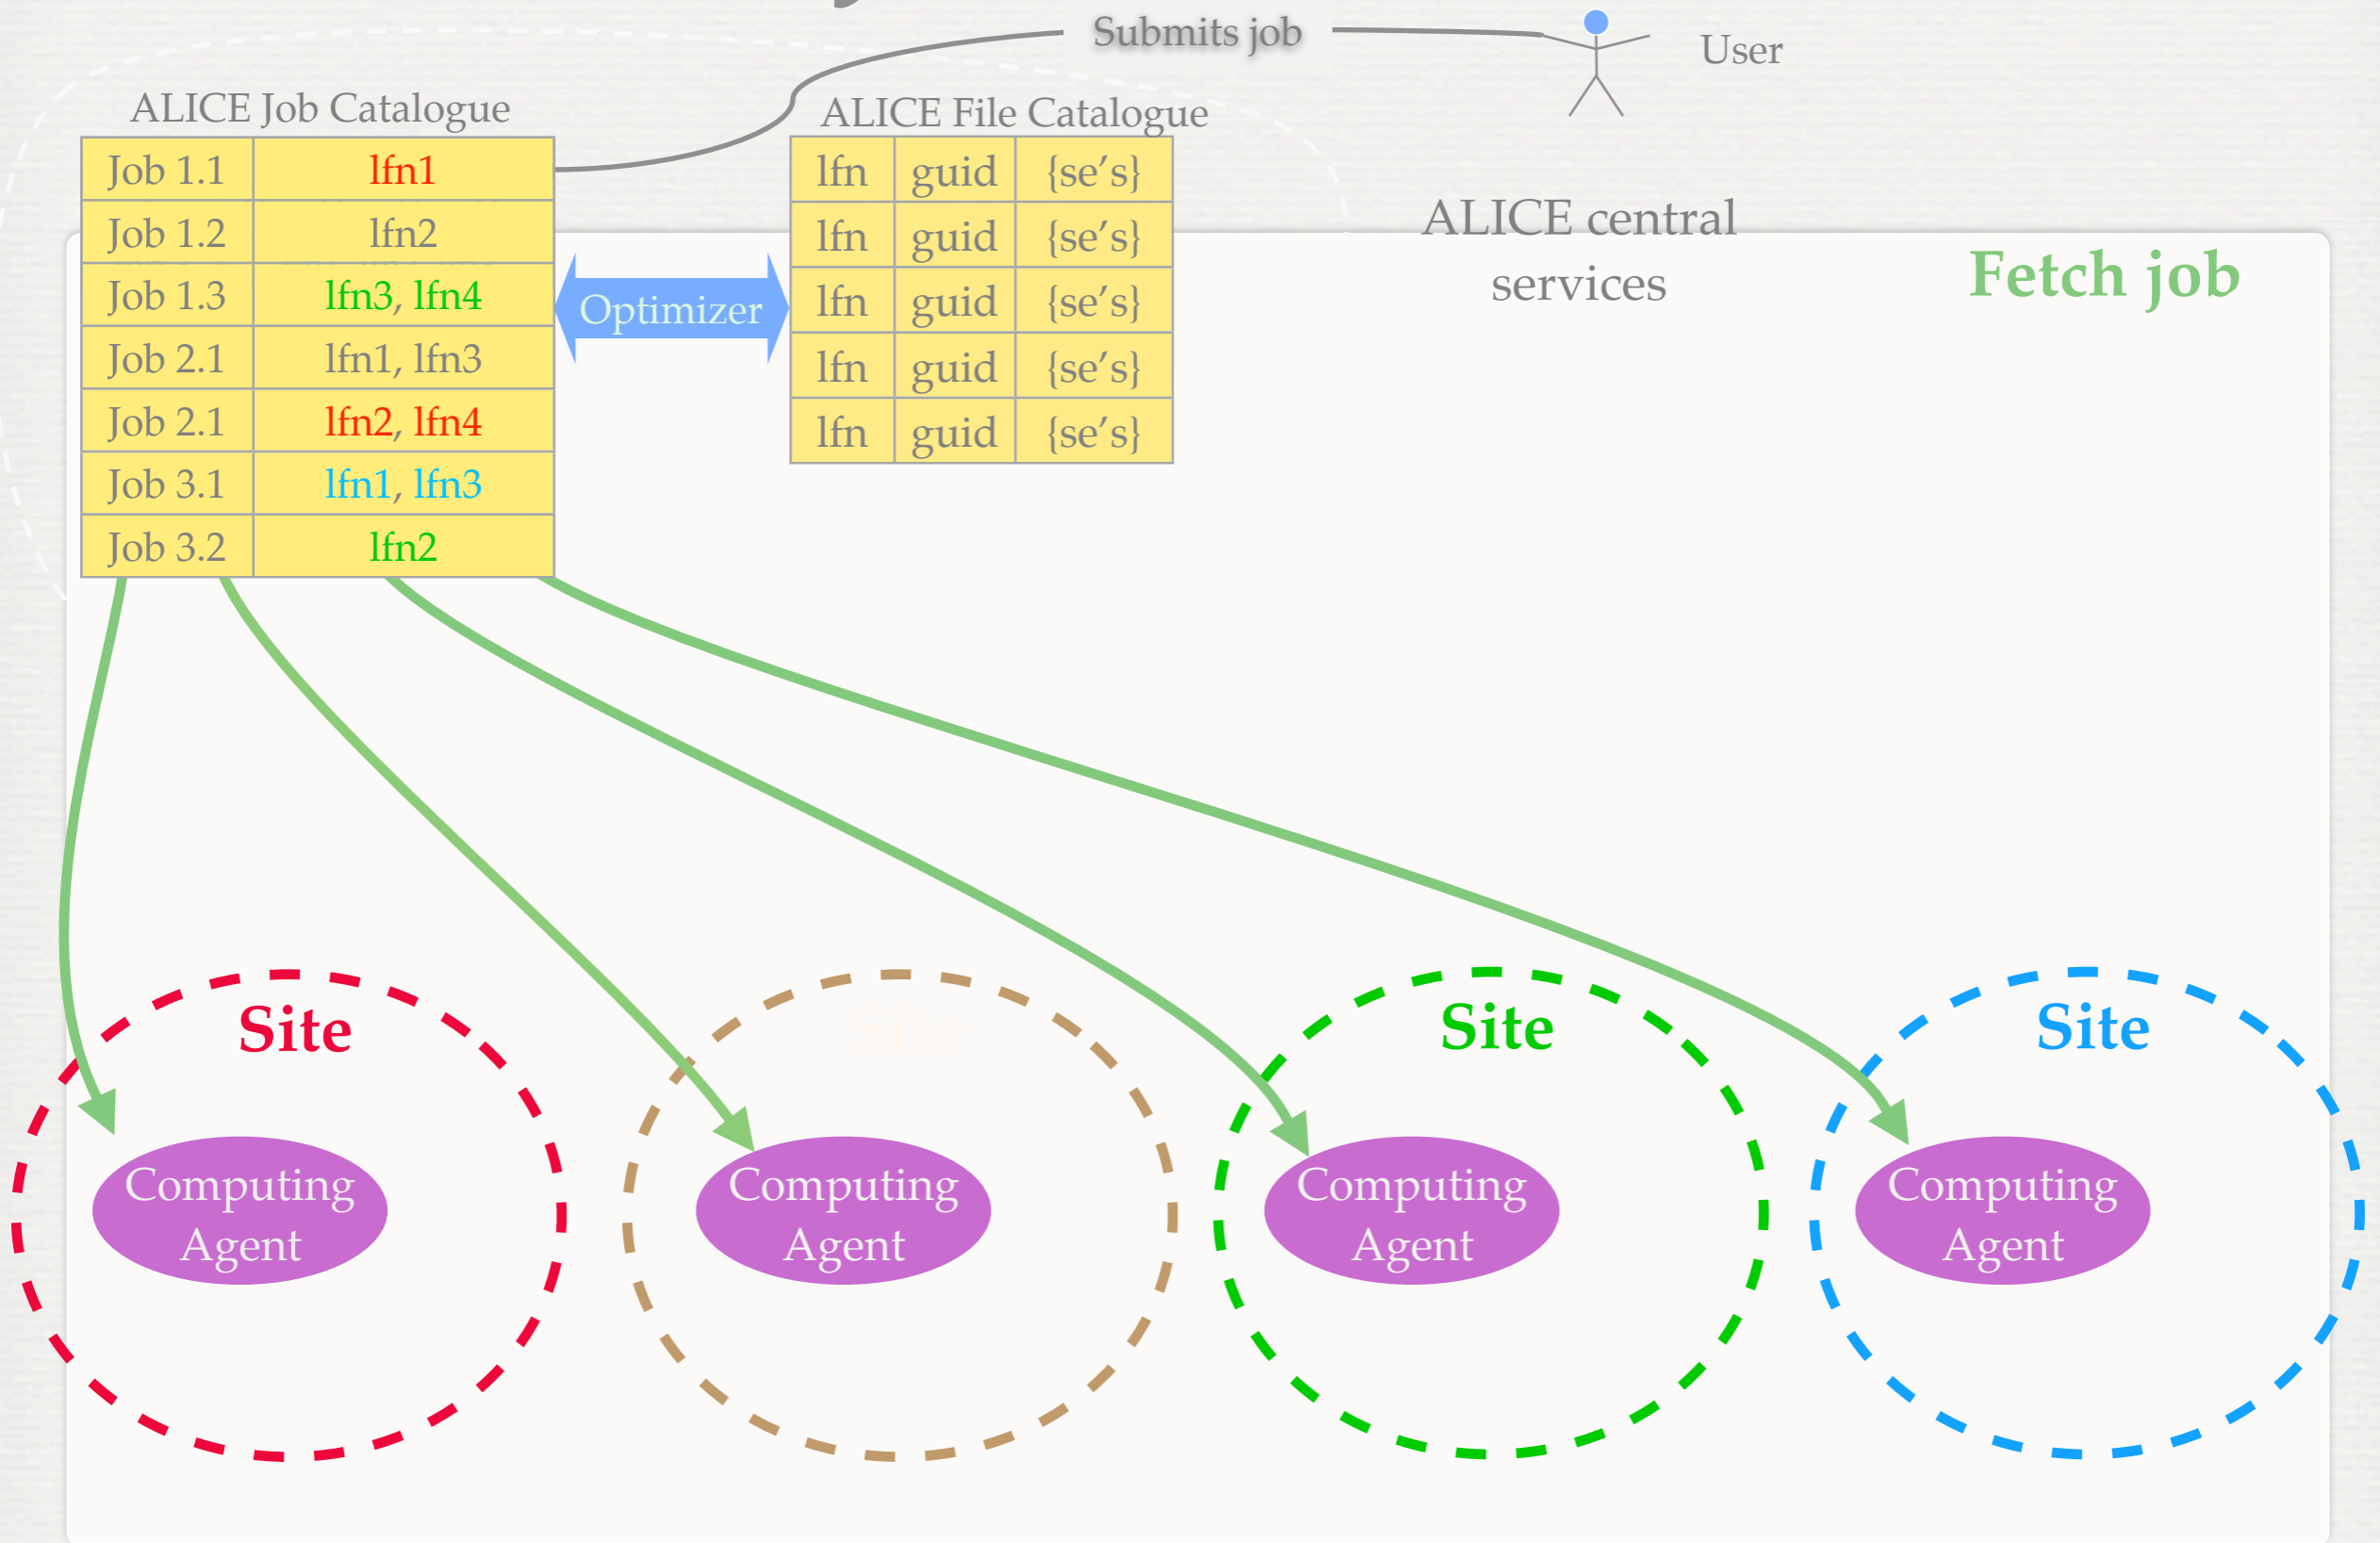 Submits job
User
ALICE Job Catalogue
ALICE File Catalogue
Job 1.1 lfn1
Job 1.2 lfn2
Job 1.3 lfn3, lfn4
Job 2.1 lfn1, lfn3
Job 2.1 lfn2, lfn4
Job 3.1 lfn1, lfn3
Job 3.2 lfn2
Optimizer
lfn guid {se’s}
lfn guid {se’s}
lfn guid {se’s}
lfn guid {se’s}
lfn guid {se’s}
ALICE central
services
Fetch job
Site
Site
Site
Site
Computing
Agent
Computing
Agent
Computing
Agent
Computing
Agent